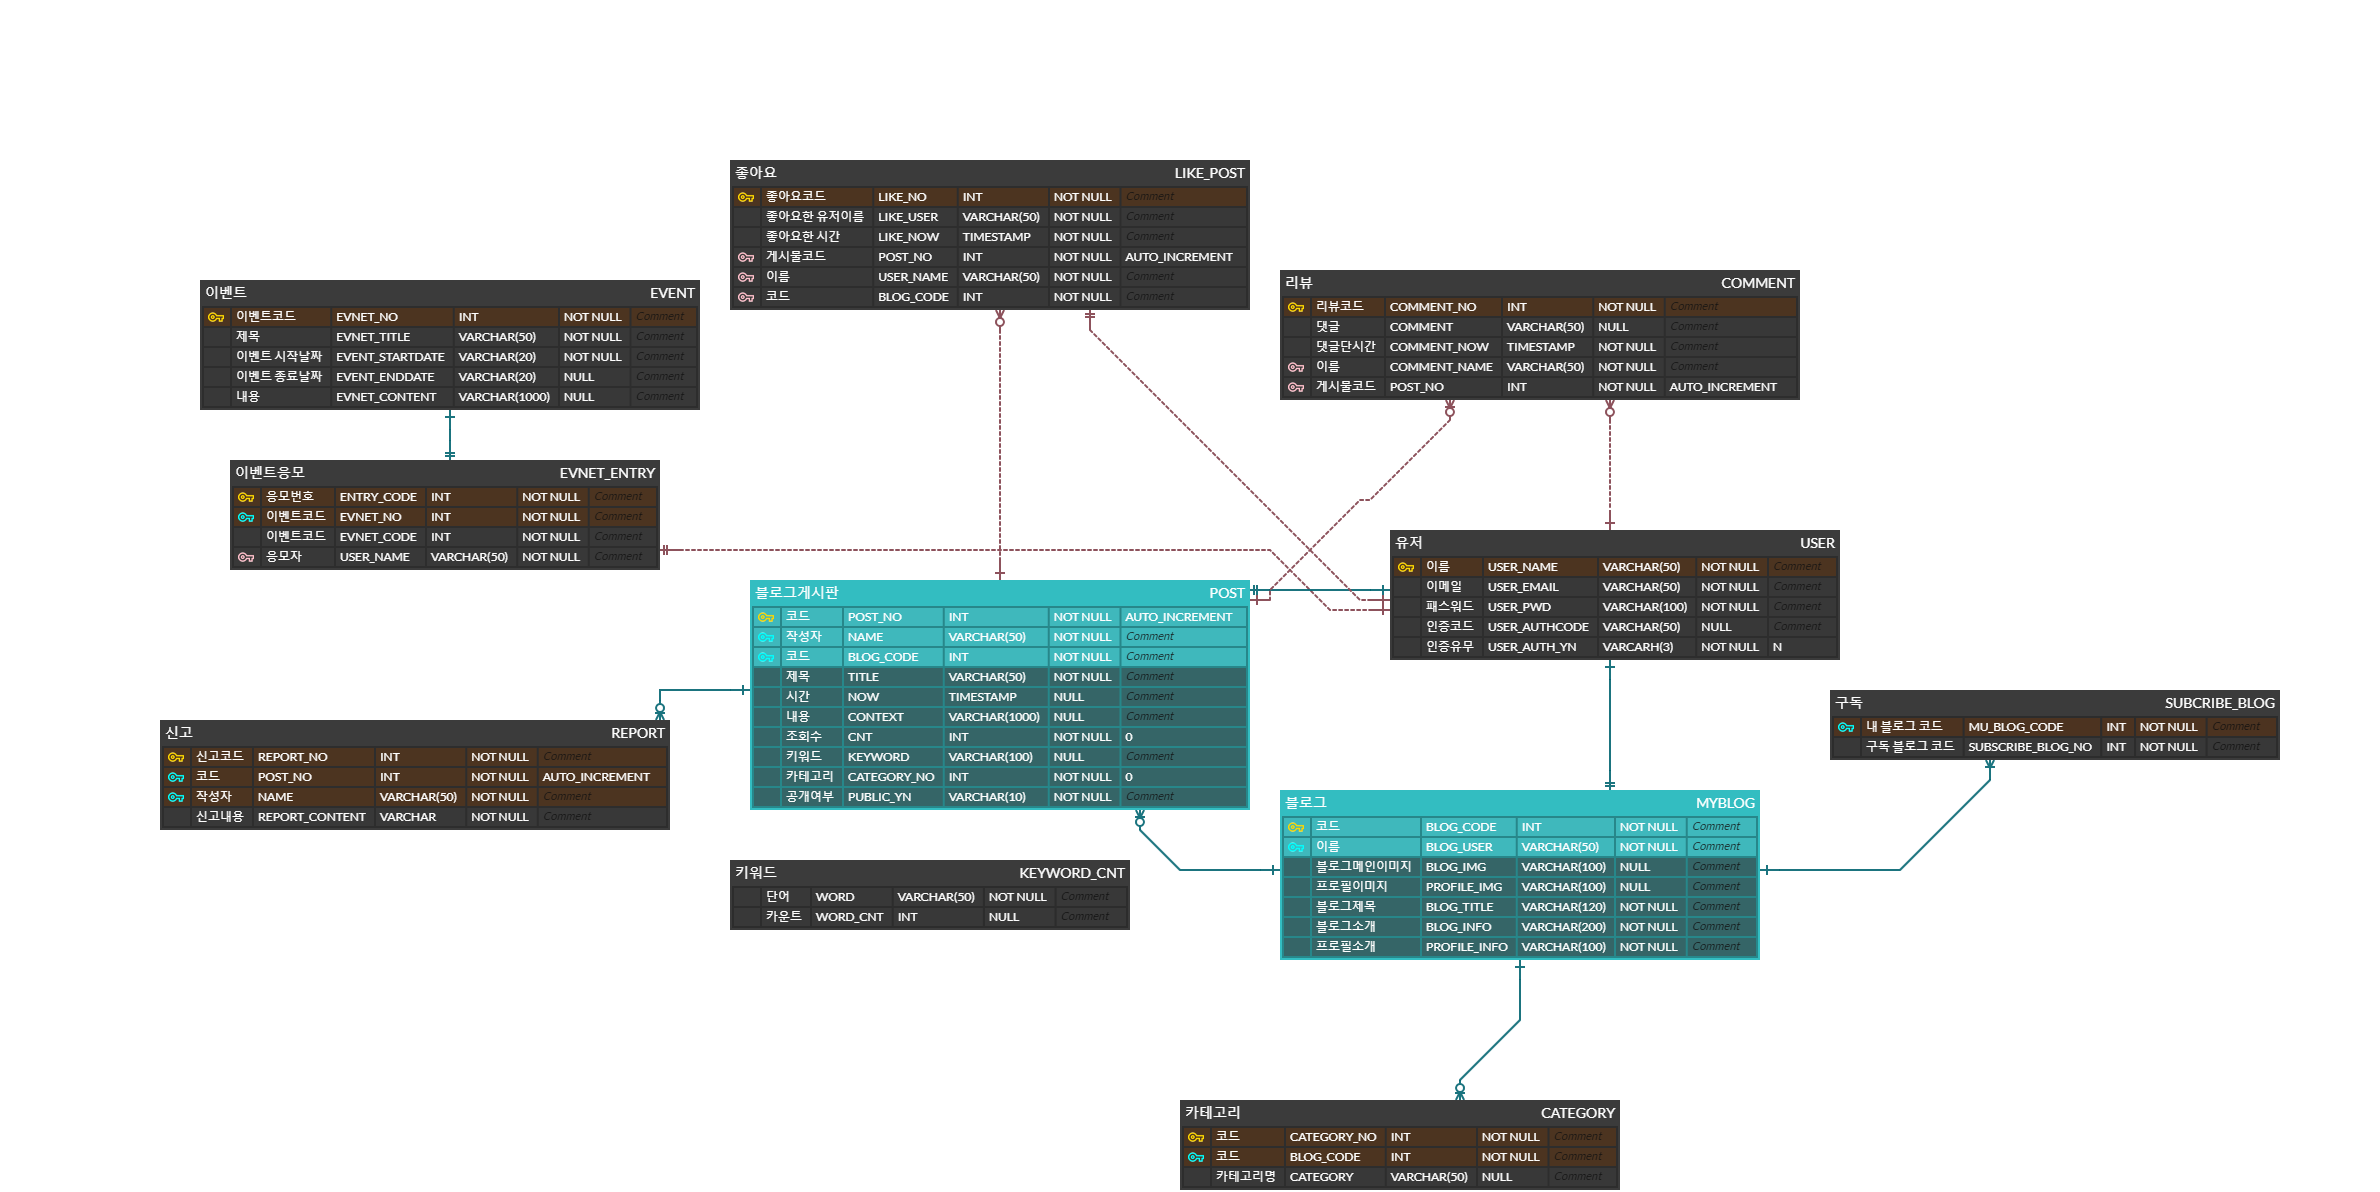 좋아요 LIKE_POST
좋아요코드 LIKE_NO INT NOT NULL Comment
좋아요한 유저이름 LIKE_USER VARCHAR(50) NOT NULL Comment
좋아요한 시간 LIKE_NOW TIMESTAMP NOT NULL Comment
게시물코드 POST_NO INT NOT NULL AUTO_INCREMENT
이름 USER_NAME VARCHAR(50) NOT NULL Comment
코드 BLOG_CODE INT NOT NULL Comment
리뷰 COMMENT
리뷰코드 COMMENT_NO INT NOT NULL Comment
댓글 COMMENT VARCHAR(50) NULL Comment
댓글단시간 COMMENT_NOW TIMESTAMP NOT NULL Comment
이름 COMMENT_NAME VARCHAR(50) NOT NULL Comment
게시물코드 POST_NO INT NOT NULL AUTO_INCREMENT
이벤트 EVENT
이벤트코드 EVNET_NO INT NOT NULL Comment
제목 EVNET_TITLE VARCHAR(50) NOT NULL Comment
이벤트 시작날짜 EVENT_STARTDATE VARCHAR(20) NOT NULL Comment
이벤트 종료날짜 EVENT_ENDDATE VARCHAR(20) NULL Comment
내용 EVNET_CONTENT VARCHAR(1000) NULL Comment
이벤트응모 EVNET_ENTRY
응모번호 ENTRY_CODE INT NOT NULL Comment
이벤트코드 EVNET_NO INT NOT NULL Comment
이벤트코드 EVNET_CODE INT NOT NULL Comment
응모자 USER_NAME VARCHAR(50) NOT NULL Comment
유저 USER
이름 USER_NAME VARCHAR(50) NOT NULL Comment
이메일 USER_EMAIL VARCHAR(50) NOT NULL Comment
패스워드 USER_PWD VARCHAR(100) NOT NULL Comment
인증코드 USER_AUTHCODE VARCHAR(50) NULL Comment
인증유무 USER_AUTH_YN VARCARH(3) NOT NULL N
블로그게시판 POST
코드 POST_NO INT NOT NULL AUTO_INCREMENT
작성자 NAME VARCHAR(50) NOT NULL Comment
코드 BLOG_CODE INT NOT NULL Comment
제목 TITLE VARCHAR(50) NOT NULL Comment
시간 NOW TIMESTAMP NULL Comment
내용 CONTEXT VARCHAR(1000) NULL Comment
조회수 CNT INT NOT NULL 0
키워드 KEYWORD VARCHAR(100) NULL Comment
카테고리 CATEGORY_NO INT NOT NULL 0
공개여부 PUBLIC_YN VARCHAR(10) NOT NULL Comment
구독 SUBCRIBE_BLOG
내 블로그 코드 MU_BLOG_CODE INT NOT NULL Comment
구독 블로그 코드 SUBSCRIBE_BLOG_NO INT NOT NULL Comment
신고 REPORT
신고코드 REPORT_NO INT NOT NULL Comment
코드 POST_NO INT NOT NULL AUTO_INCREMENT
작성자 NAME VARCHAR(50) NOT NULL Comment
신고내용 REPORT_CONTENT VARCHAR NOT NULL Comment
블로그 MYBLOG
코드 BLOG_CODE INT NOT NULL Comment
이름 BLOG_USER VARCHAR(50) NOT NULL Comment
블로그메인이미지 BLOG_IMG VARCHAR(100) NULL Comment
프로필이미지 PROFILE_IMG VARCHAR(100) NULL Comment
블로그제목 BLOG_TITLE VARCHAR(120) NOT NULL Comment
블로그소개 BLOG_INFO VARCHAR(200) NOT NULL Comment
프로필소개 PROFILE_INFO VARCHAR(100) NOT NULL Comment
키워드 KEYWORD_CNT
단어 WORD VARCHAR(50) NOT NULL Comment
카운트 WORD_CNT INT NULL Comment
카테고리 CATEGORY
코드 CATEGORY_NO INT NOT NULL Comment
코드 BLOG_CODE INT NOT NULL Comment
카테고리명 CATEGORY VARCHAR(50) NULL Comment